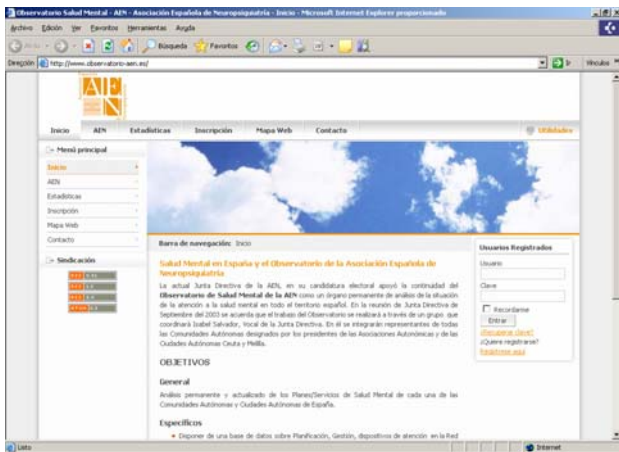 Observatorio Salud Mental - AEN - Asociación Española de Neuropsiquiatría - Inicio - Microsoft Internet Explorer proporcionado
Archivo Edición Ver Favoritos Herramientas Ayuda
Atrás Búsqueda Favoritos
Dirección http://www.observatorio-aen.es/ Ir Vínculos
AEN
Inicio AEN Estadísticas Inscripción Mapa Web Contacto Utilidades
Menú principal
Inicio
AEN
Estadísticas
Inscripción
Mapa Web
Contacto
Sindicación
Barra de navegación: Inicio
Salud Mental en España y el Observatorio de la Asociación Española de
Neuropsiquiatría
La actual Junta Directiva de la AEN, en su candidatura electoral apoyó la continuidad del
Observatorio de Salud Mental de la AEN como un órgano permanente de análisis de la situación
de la atención a la salud mental en todo el territorio español. En la reunión de Junta Directiva de
Septiembre del 2003 se acuerda que el trabajo del Observatorio se realizará a través de un grupo que
coordinará Isabel Salvador, Vocal de la Junta Directiva. En él se integrarán representantes de todas
las Comunidades Autónomas designados por los presidentes de las Asociaciones Autonómicas y de las
Ciudades Autónomas Ceuta y Melilla.
OBJETIVOS
General
Análisis permanente y actualizado de los Planes/Servicios de Salud Mental de cada una de las
Comunidades Autónomas y Ciudades Autónomas de España.
Específicos
Disponer de una base de datos sobre Planificación, Gestión, dispositivos de atención en la Red
Usuarios Registrados
Usuario
Clave
Recordarme
Entrar
¿Recuperar clave?
¿Quiere registrarse?
Regístrese aquí
Listo Internet